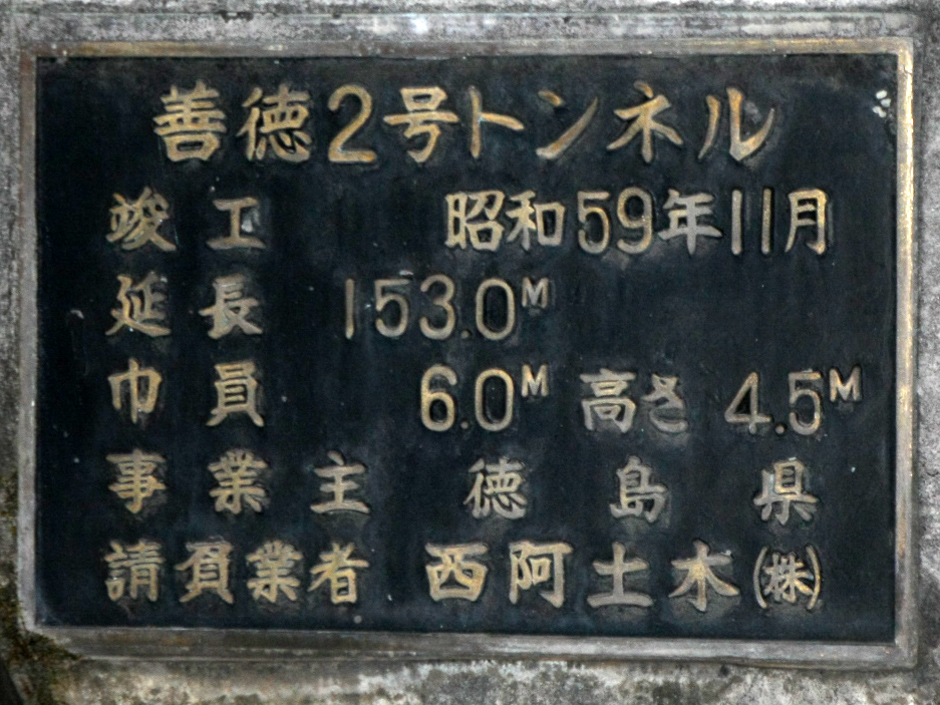 善徳2号トンネル
竣工 昭和59年11月
延長 153.0M
巾員 6.0M 高さ 4.5M
事業主 徳島県
請負業者 西阿土木(株)